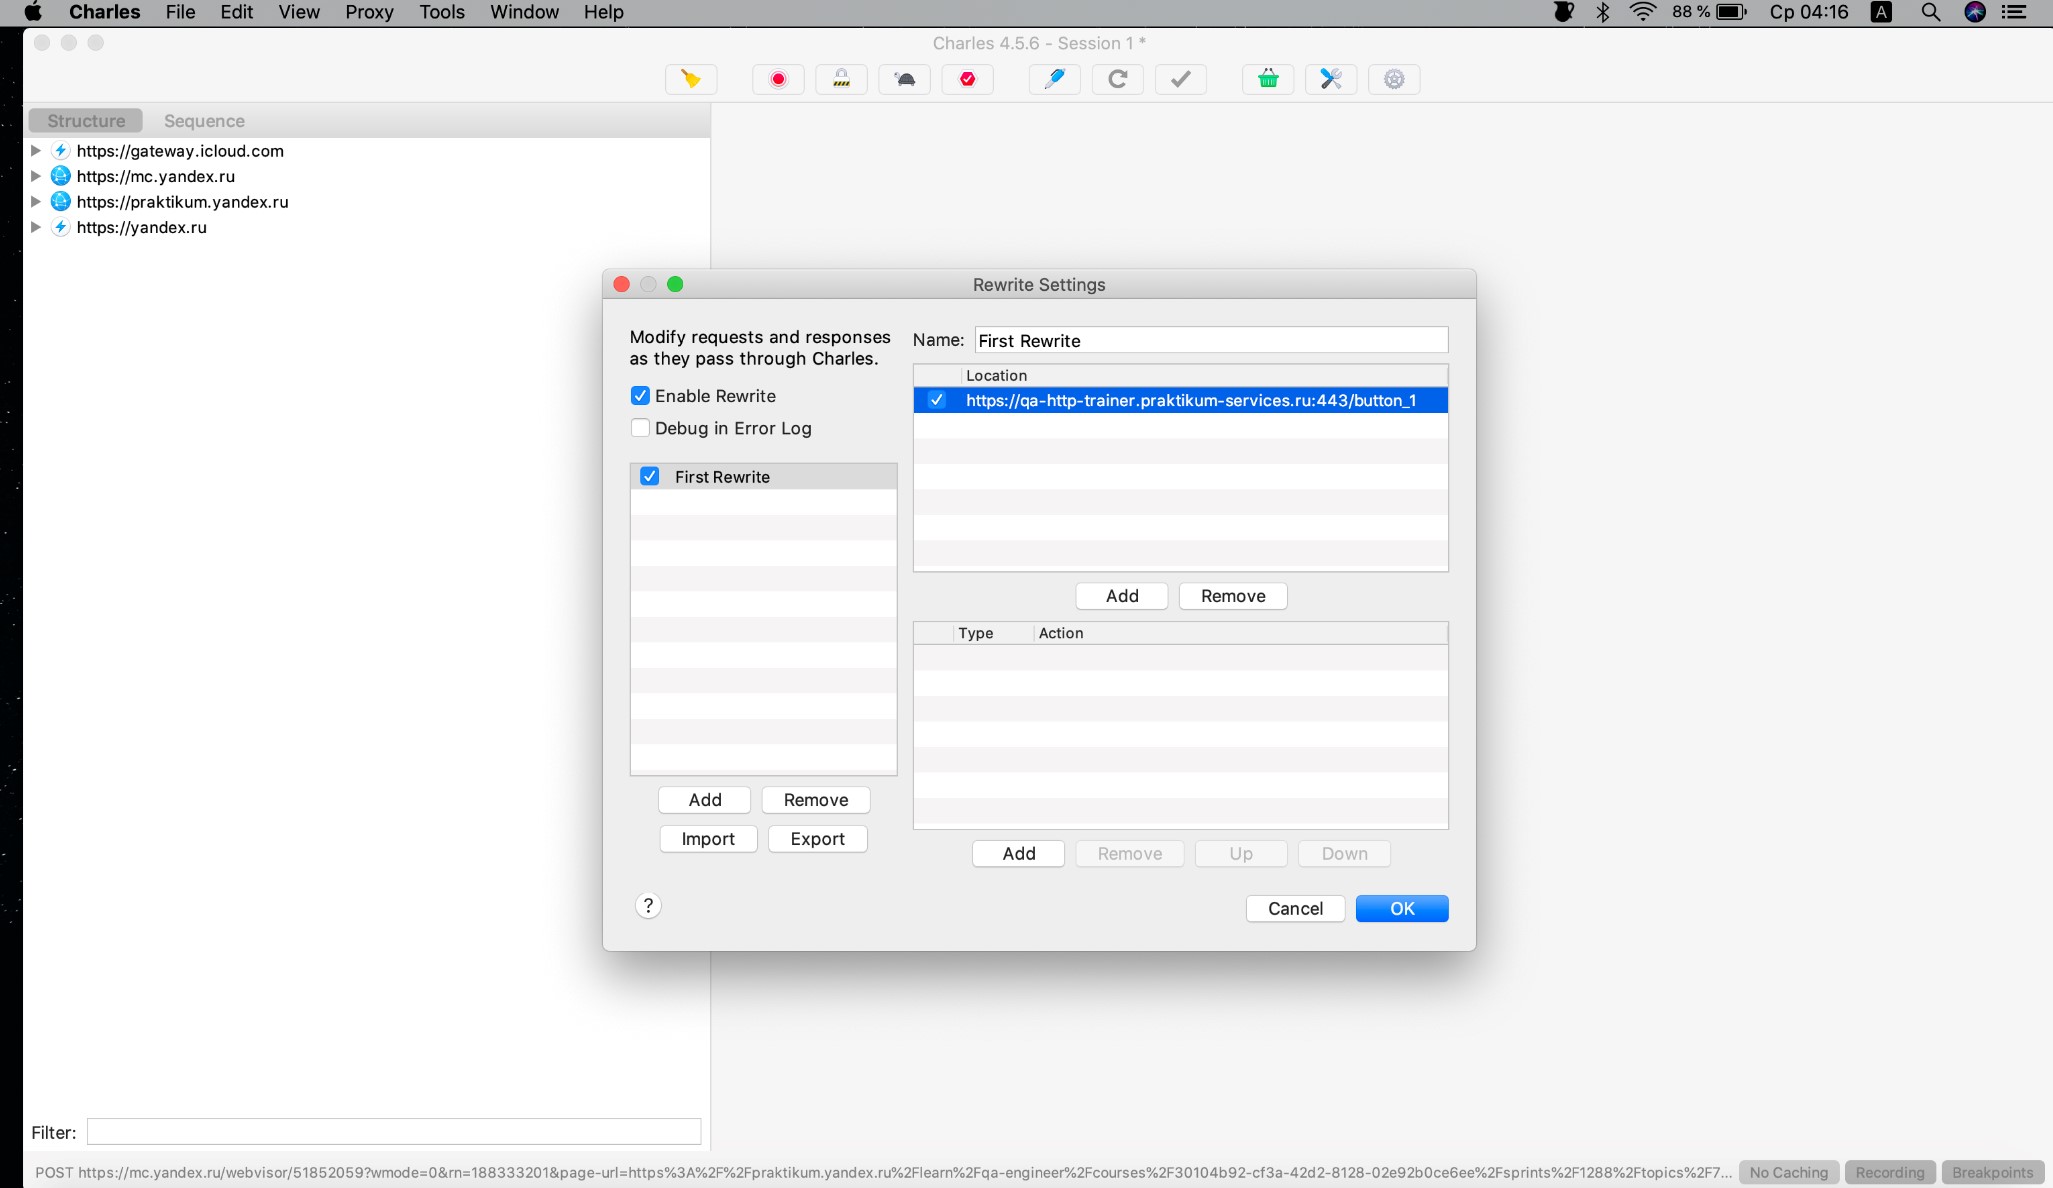 Charles File Edit View Proxy Tools Window Help
88 % Ср 04:16 A
Charles 4.5.6 - Session 1 *
Structure Sequence
https://gateway.icloud.com
https://mc.yandex.ru
https://praktikum.yandex.ru
https://yandex.ru
Rewrite Settings
Modify requests and responses
as they pass through Charles.
Enable Rewrite
Debug in Error Log
First Rewrite
Add Remove
Import Export
?
Name: First Rewrite
Location
https://qa-http-trainer.praktikum-services.ru:443/button_1
Add Remove
Type Action
Add Remove Up Down
Cancel OK
Filter:
POST https://mc.yandex.ru/webvisor/51852059?wmode=0&rn=188333201&page-url=https%3A%2F%2Fpraktikum.yandex.ru%2Flearn%2Fqa-engineer%2Fcourses%2F30104b92-cf3a-42d2-8128-02e92b0ce6ee%2Fsprints%2F1288%2Ftopics%2F7... No Caching Recording Breakpoints